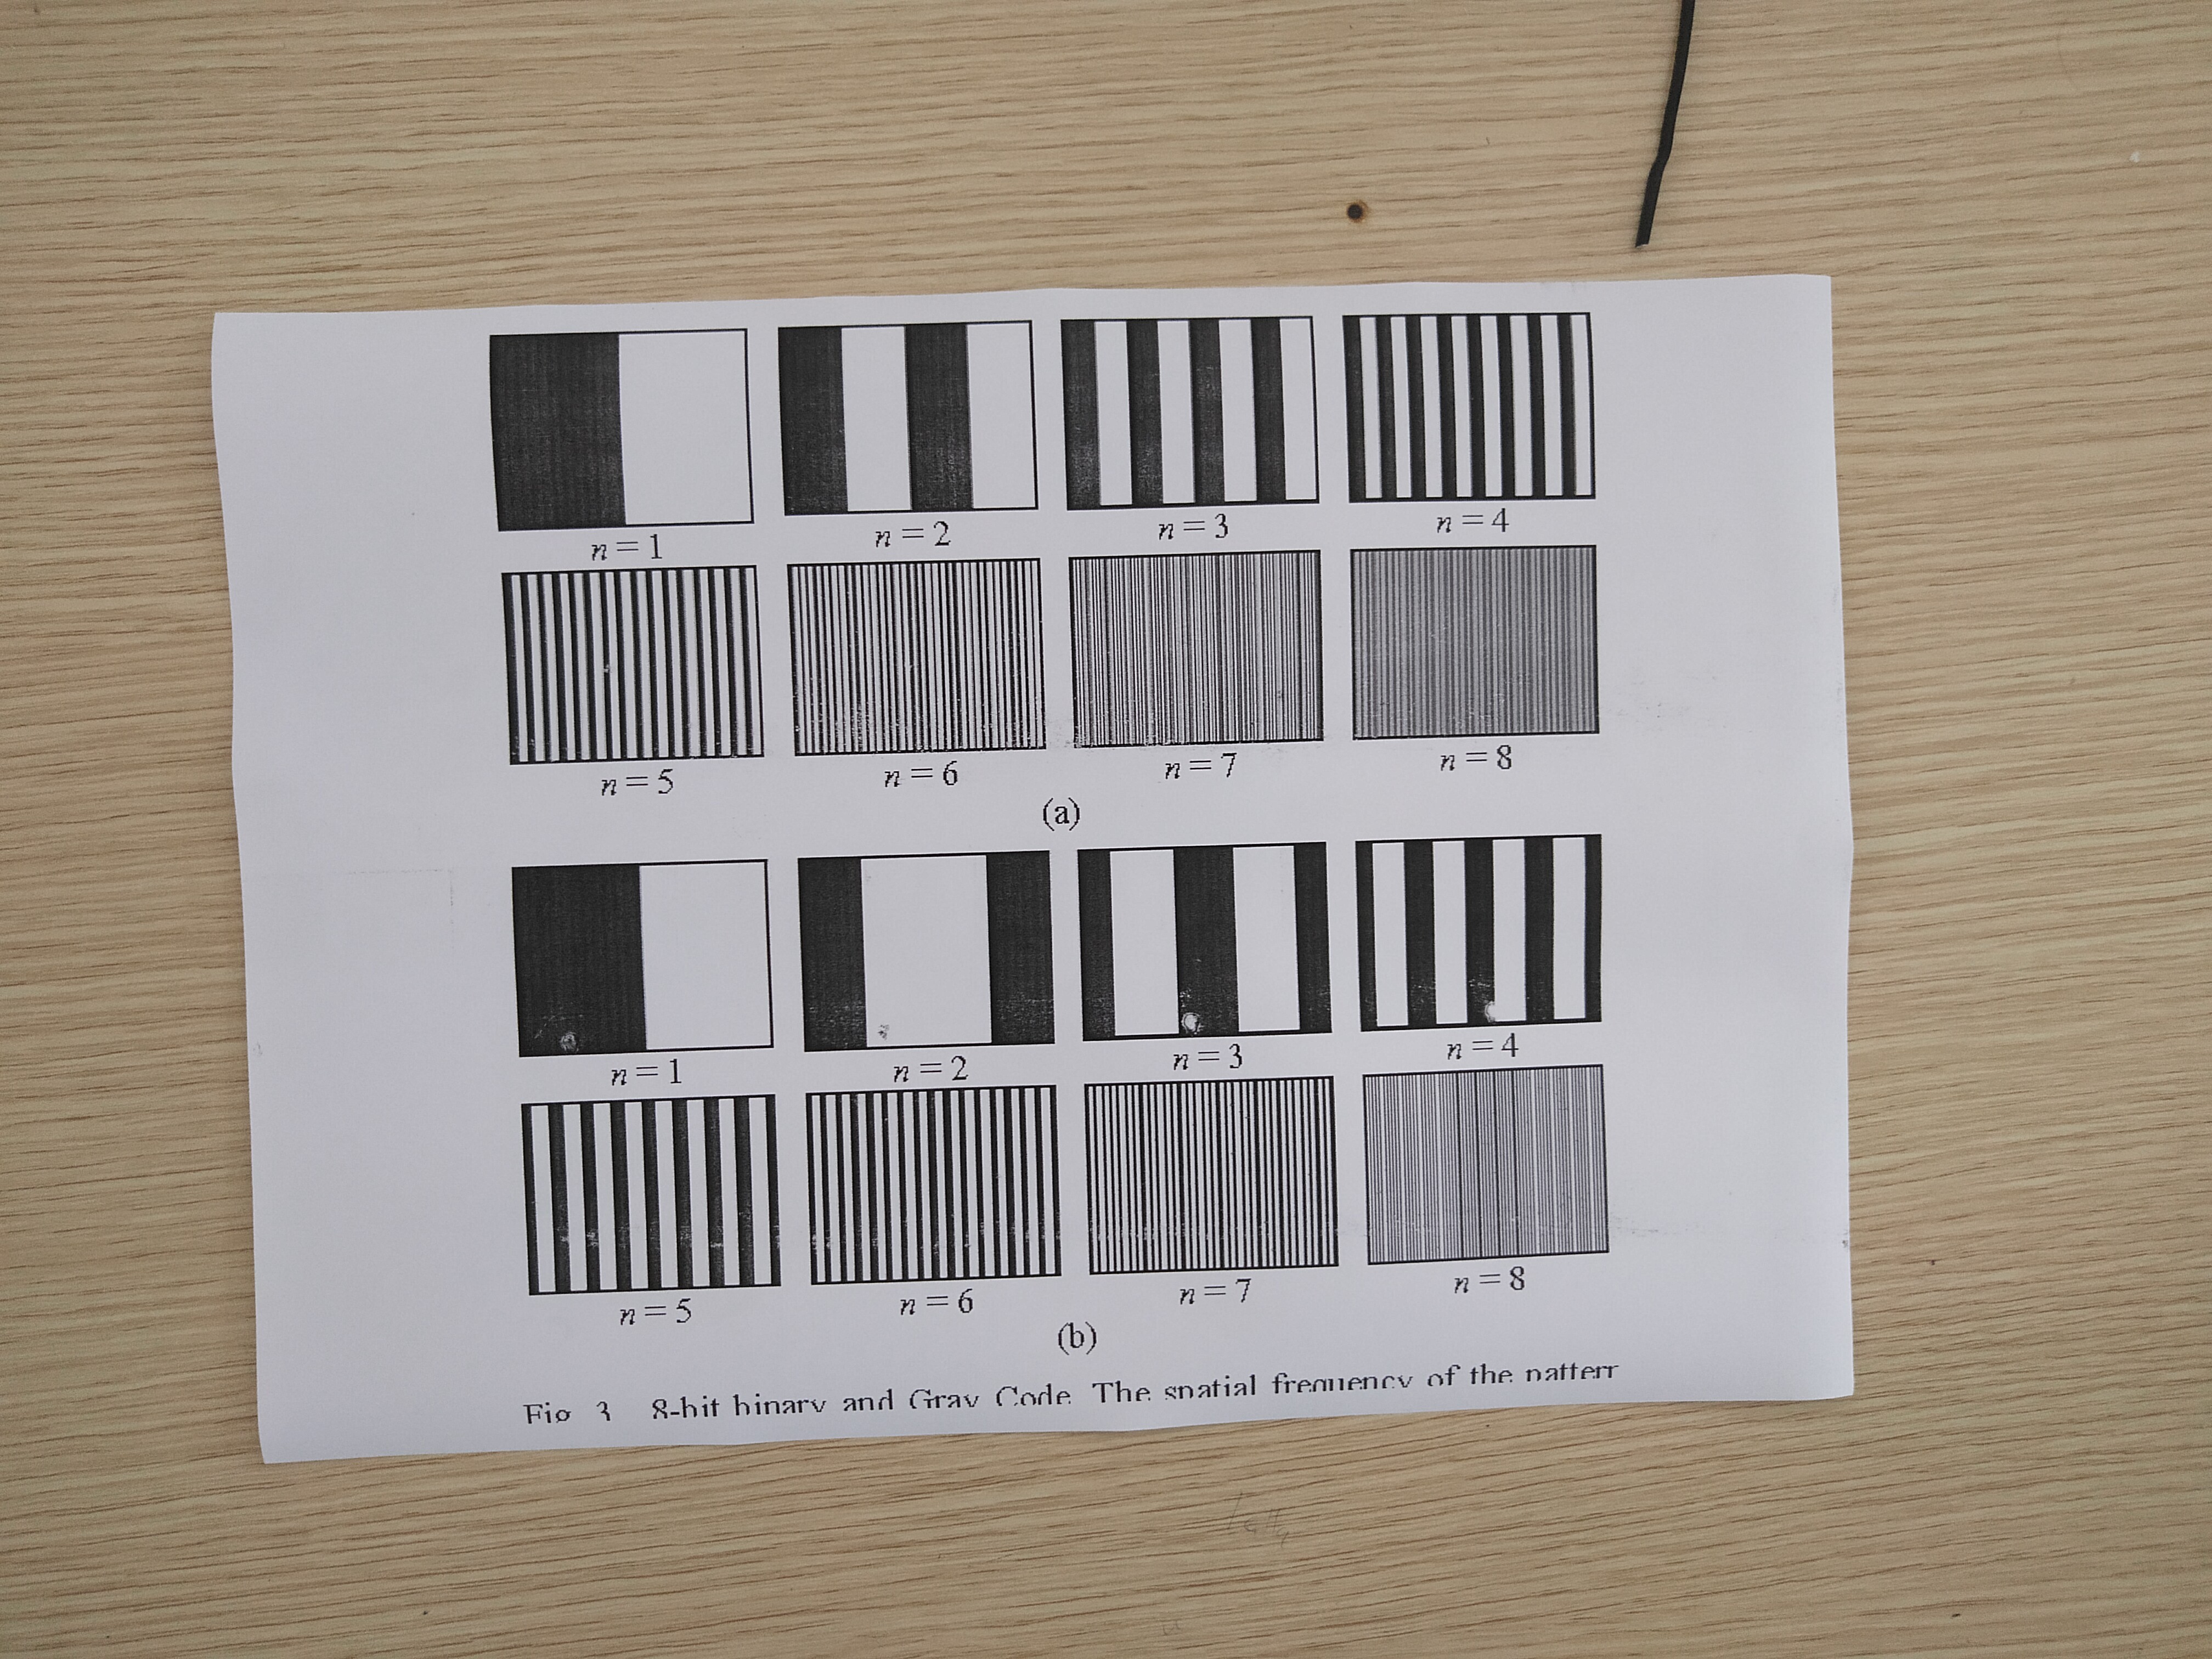 n = 1 n = 2 n = 3 n = 4
n = 5 n = 6 n = 7 n = 8
(a)
n = 1 n = 2 n = 3 n = 4
n = 5 n = 6 n = 7 n = 8
(b)
Fig. 3 8-bit binary and Gray Code. The spatial frequency of the pattern